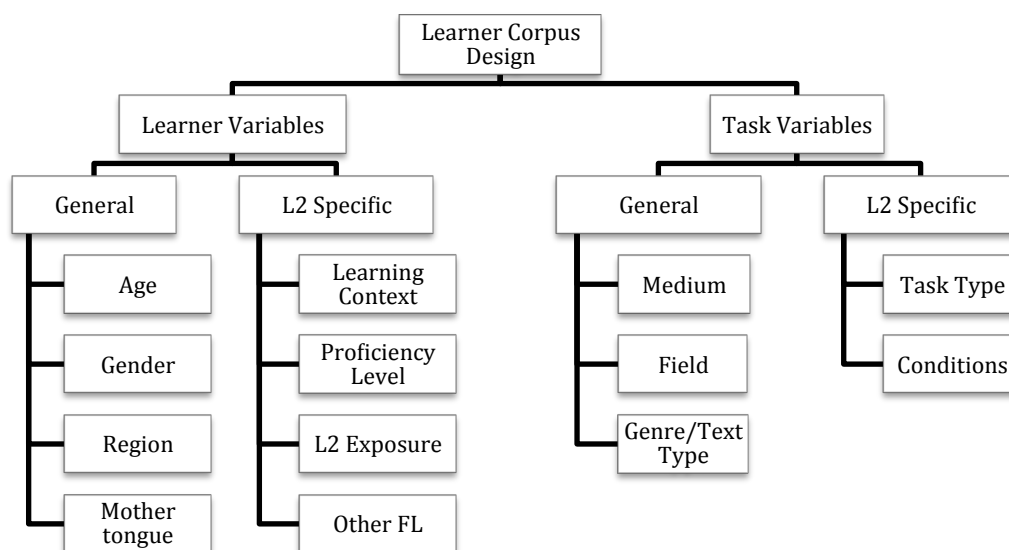 Learner Corpus
Design
Learner Variables
Task Variables
General
L2 Specific
General
L2 Specific
Age
Learning
Context
Medium
Task Type
Gender
Proficiency
Level
Field
Conditions
Region
L2 Exposure
Genre/Text
Type
Mother
tongue
Other FL